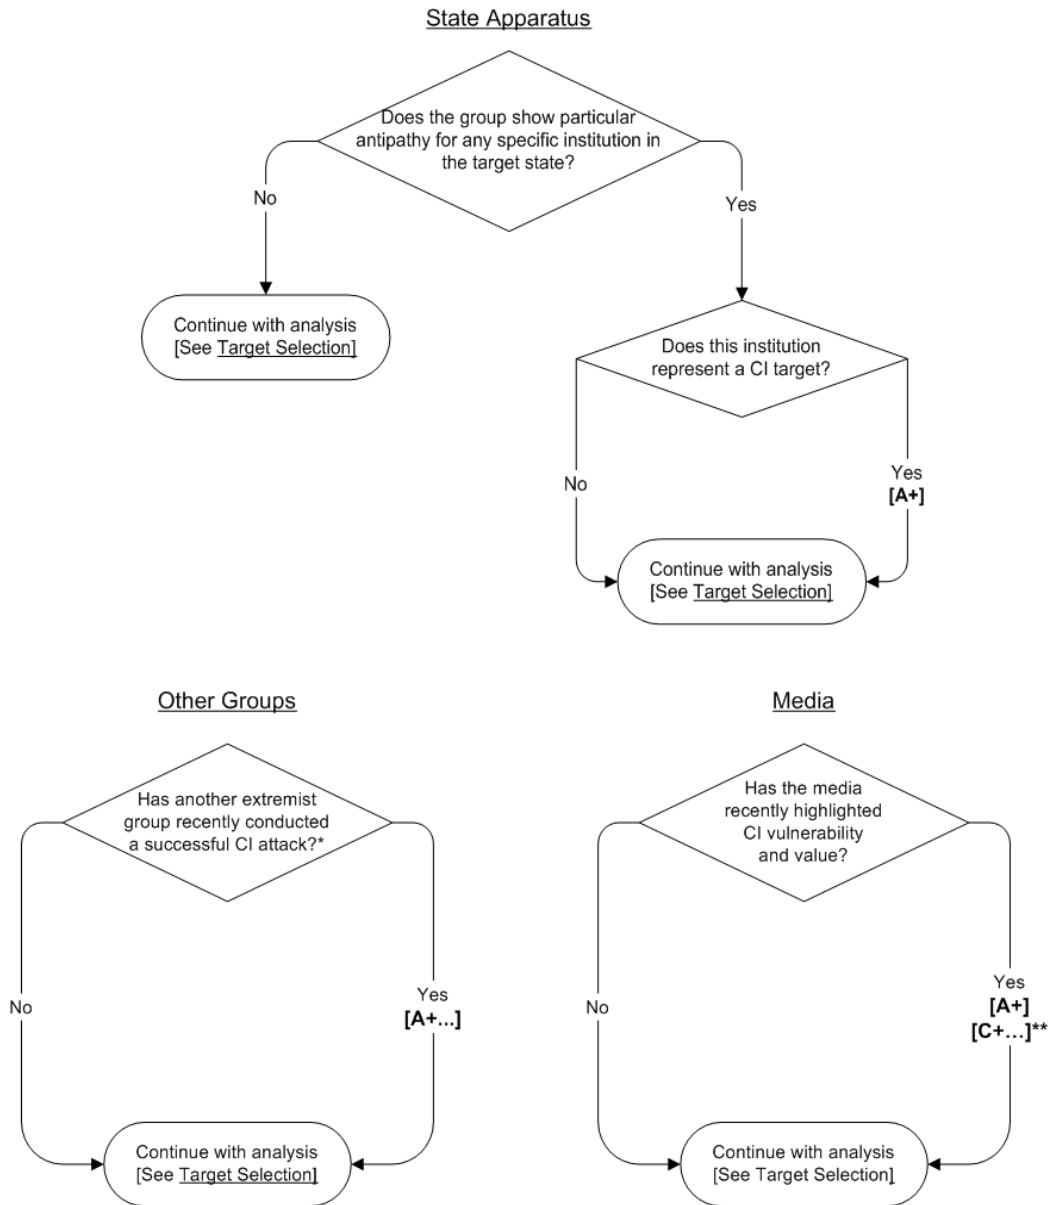 State Apparatus
Does the group show particular
antipathy for any specific institution in
the target state?
No
Yes
Continue with analysis
[See Target Selection]
Does this institution
represent a CI target?
No
Yes
[A+]
Continue with analysis
[See Target Selection]
Other Groups
Has another extremist
group recently conducted
a successful CI attack?*
No
Yes
[A+...]
Continue with analysis
[See Target Selection]
Media
Has the media
recently highlighted
CI vulnerability
and value?
No
Yes
[A+]
[C+...]**
Continue with analysis
[See Target Selection]